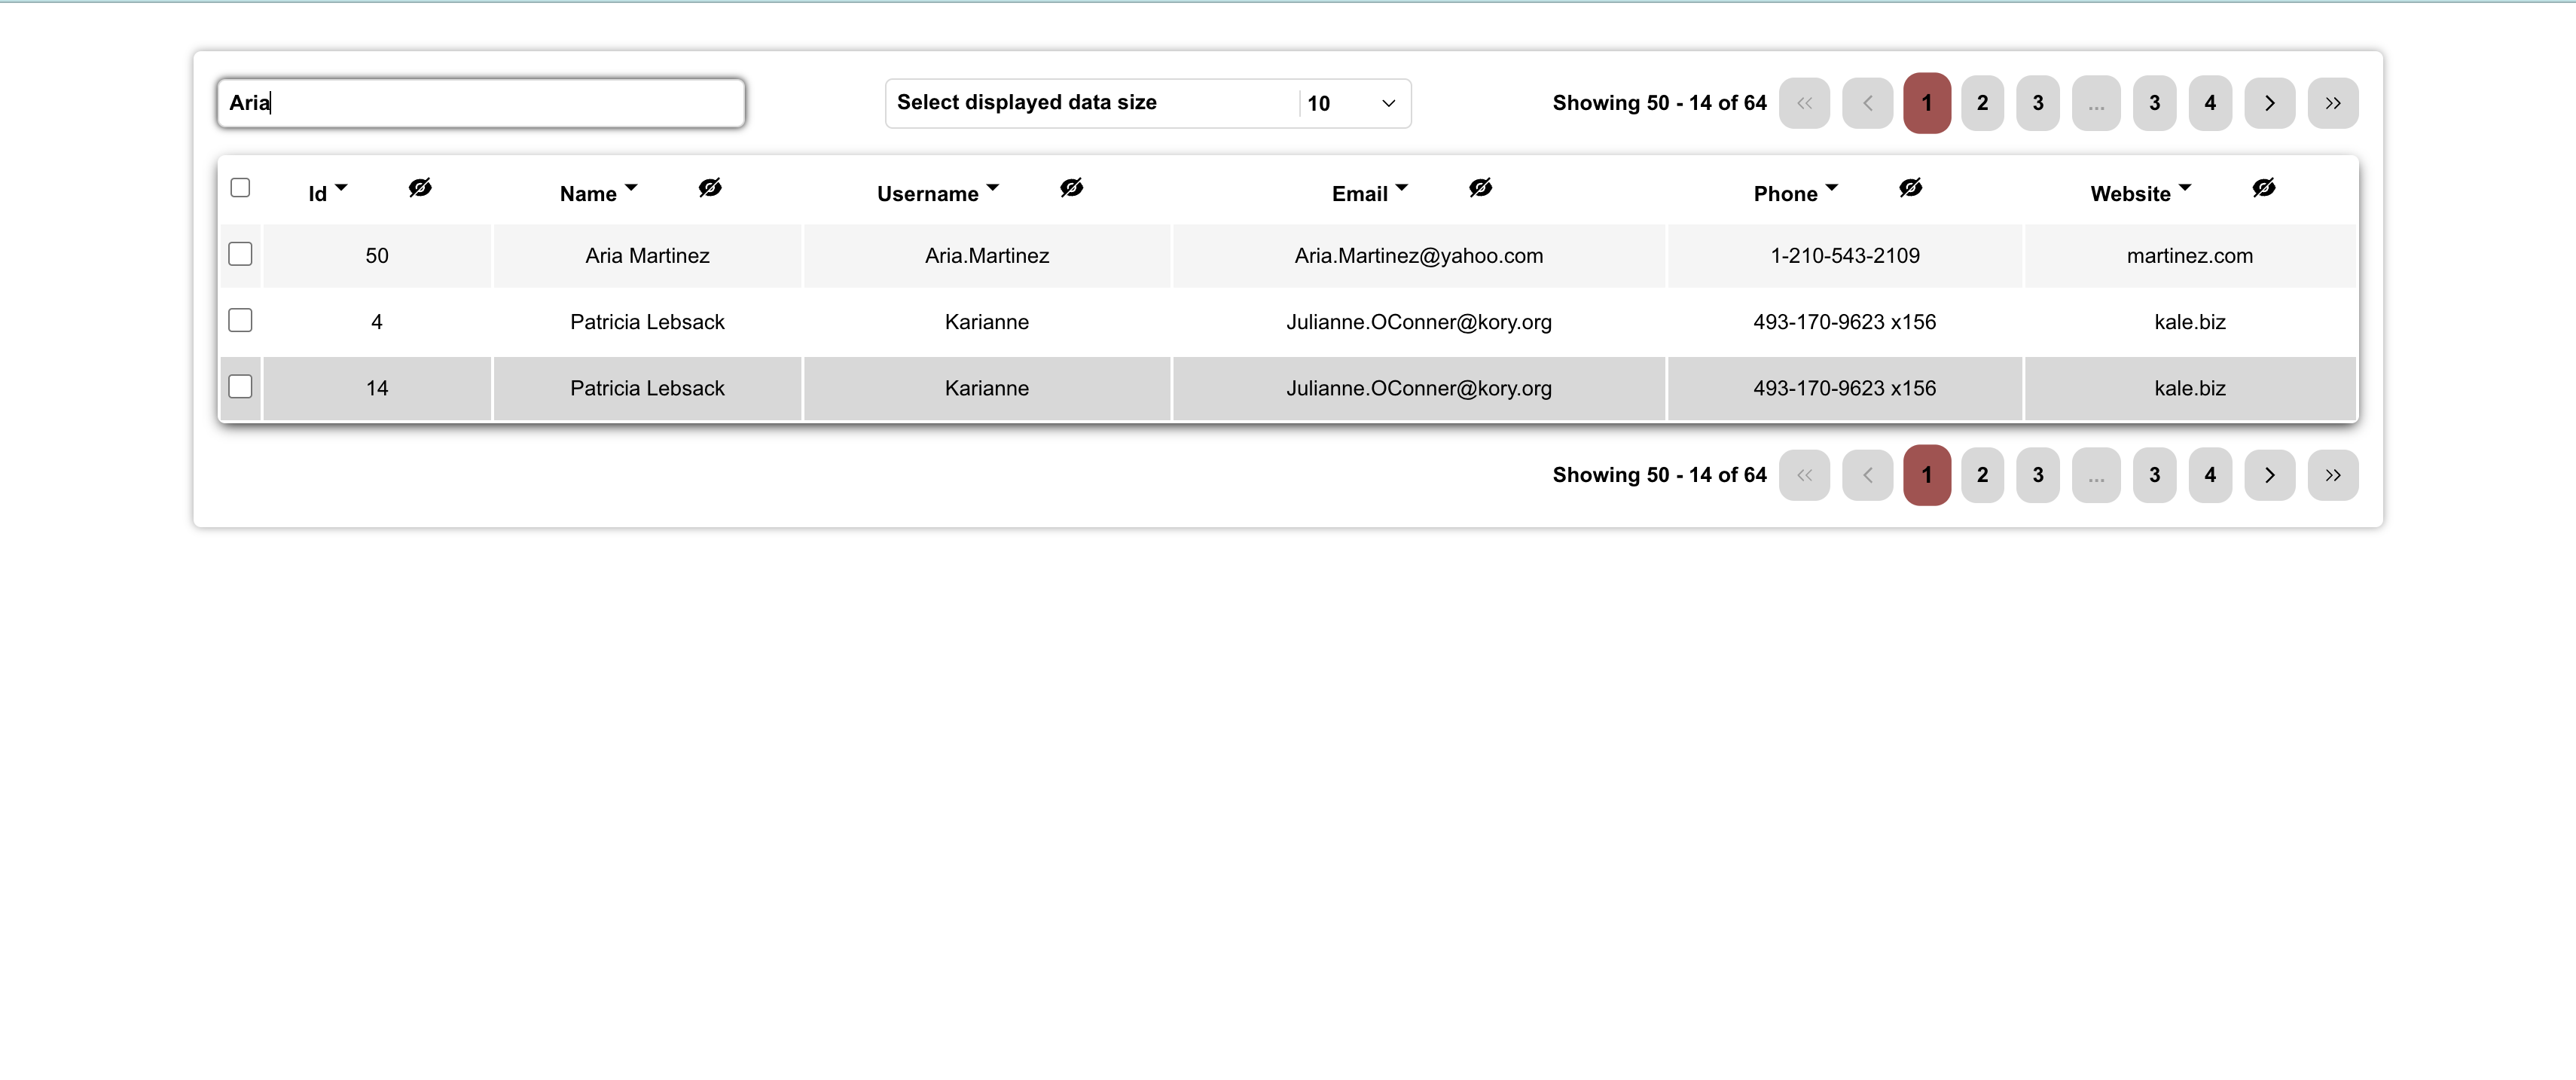 Aria
Select displayed data size 10
Showing 50 - 14 of 64 << < 1 2 3 ... 3 4 > >>
Id Name Username Email Phone Website
50 Aria Martinez Aria.Martinez Aria.Martinez@yahoo.com 1-210-543-2109 martinez.com
4 Patricia Lebsack Karianne Julianne.OConner@kory.org 493-170-9623 x156 kale.biz
14 Patricia Lebsack Karianne Julianne.OConner@kory.org 493-170-9623 x156 kale.biz
Showing 50 - 14 of 64 << < 1 2 3 ... 3 4 > >>